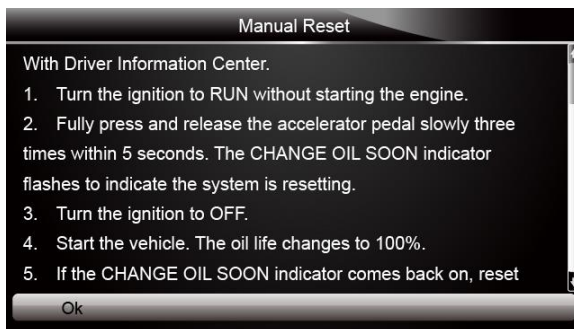 Manual Reset
With Driver Information Center.
1. Turn the ignition to RUN without starting the engine.
2. Fully press and release the accelerator pedal slowly three
times within 5 seconds. The CHANGE OIL SOON indicator
flashes to indicate the system is resetting.
3. Turn the ignition to OFF.
4. Start the vehicle. The oil life changes to 100%.
5. If the CHANGE OIL SOON indicator comes back on, reset
Ok